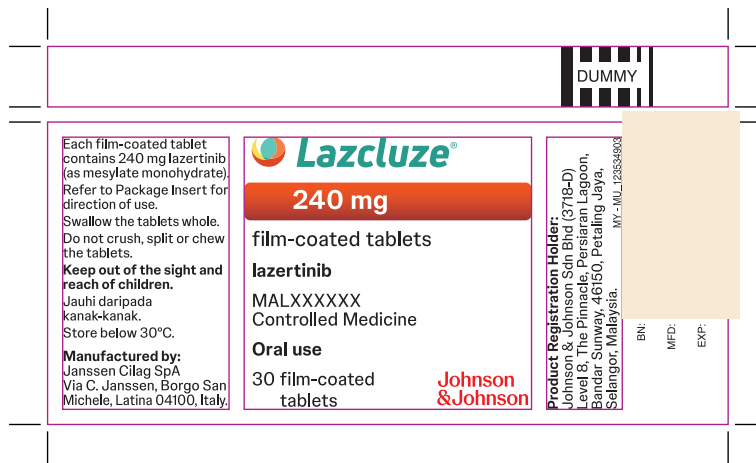 DUMMY
Each film-coated tablet
contains 240 mg lazertinib
(as mesylate monohydrate).
Refer to Package Insert for
direction of use.
Swallow the tablets whole.
Do not crush, split or chew
the tablets.
Keep out of the sight and
reach of children.
Jauhi daripada
kanak-kanak.
Store below 30°C.
Manufactured by:
Janssen Cilag SpA
Via C. Janssen, Borgo San
Michele, Latina 04100, Italy.
Lazcluze®
240 mg
film-coated tablets
lazertinib
MALXXXXXX
Controlled Medicine
Oral use
30 film-coated
tablets
Johnson
&Johnson
Product Registration Holder:
Johnson & Johnson Sdn Bhd (3718-D)
Level 8, The Pinnacle, Persiaran Lagoon,
Bandar Sunway, 46150, Petaling Jaya,
Selangor, Malaysia.
MY - MU_123534903
BN:
MFD:
EXP: